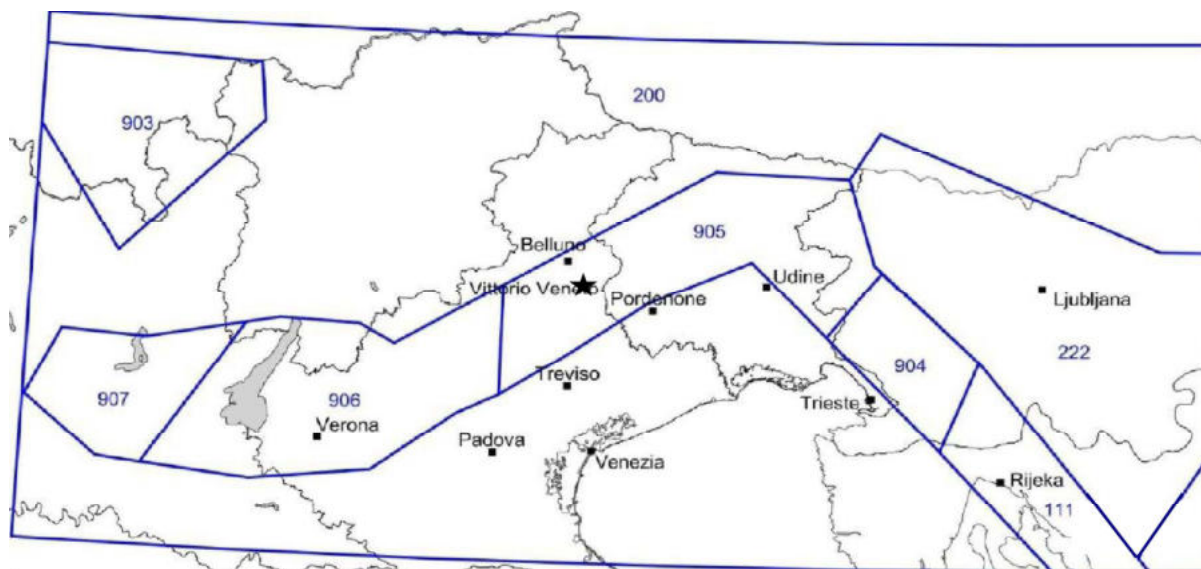 200
903
905
Belluno
Udine
Vittorio Veneto
Pordenone
Ljubljana
222
904
Treviso
907
906
Trieste
Verona
Padova
Venezia
Rijeka
111